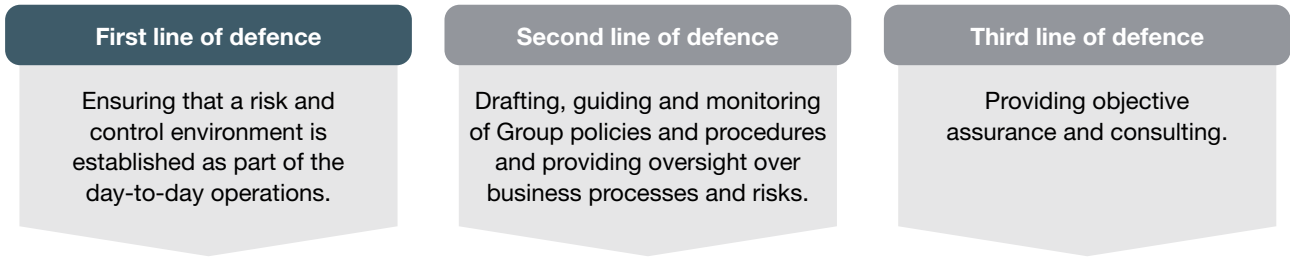 First line of defence
Ensuring that a risk and
control environment is
established as part of the
day-to-day operations.
Second line of defence
Drafting, guiding and monitoring
of Group policies and procedures
and providing oversight over
business processes and risks.
Third line of defence
Providing objective
assurance and consulting.